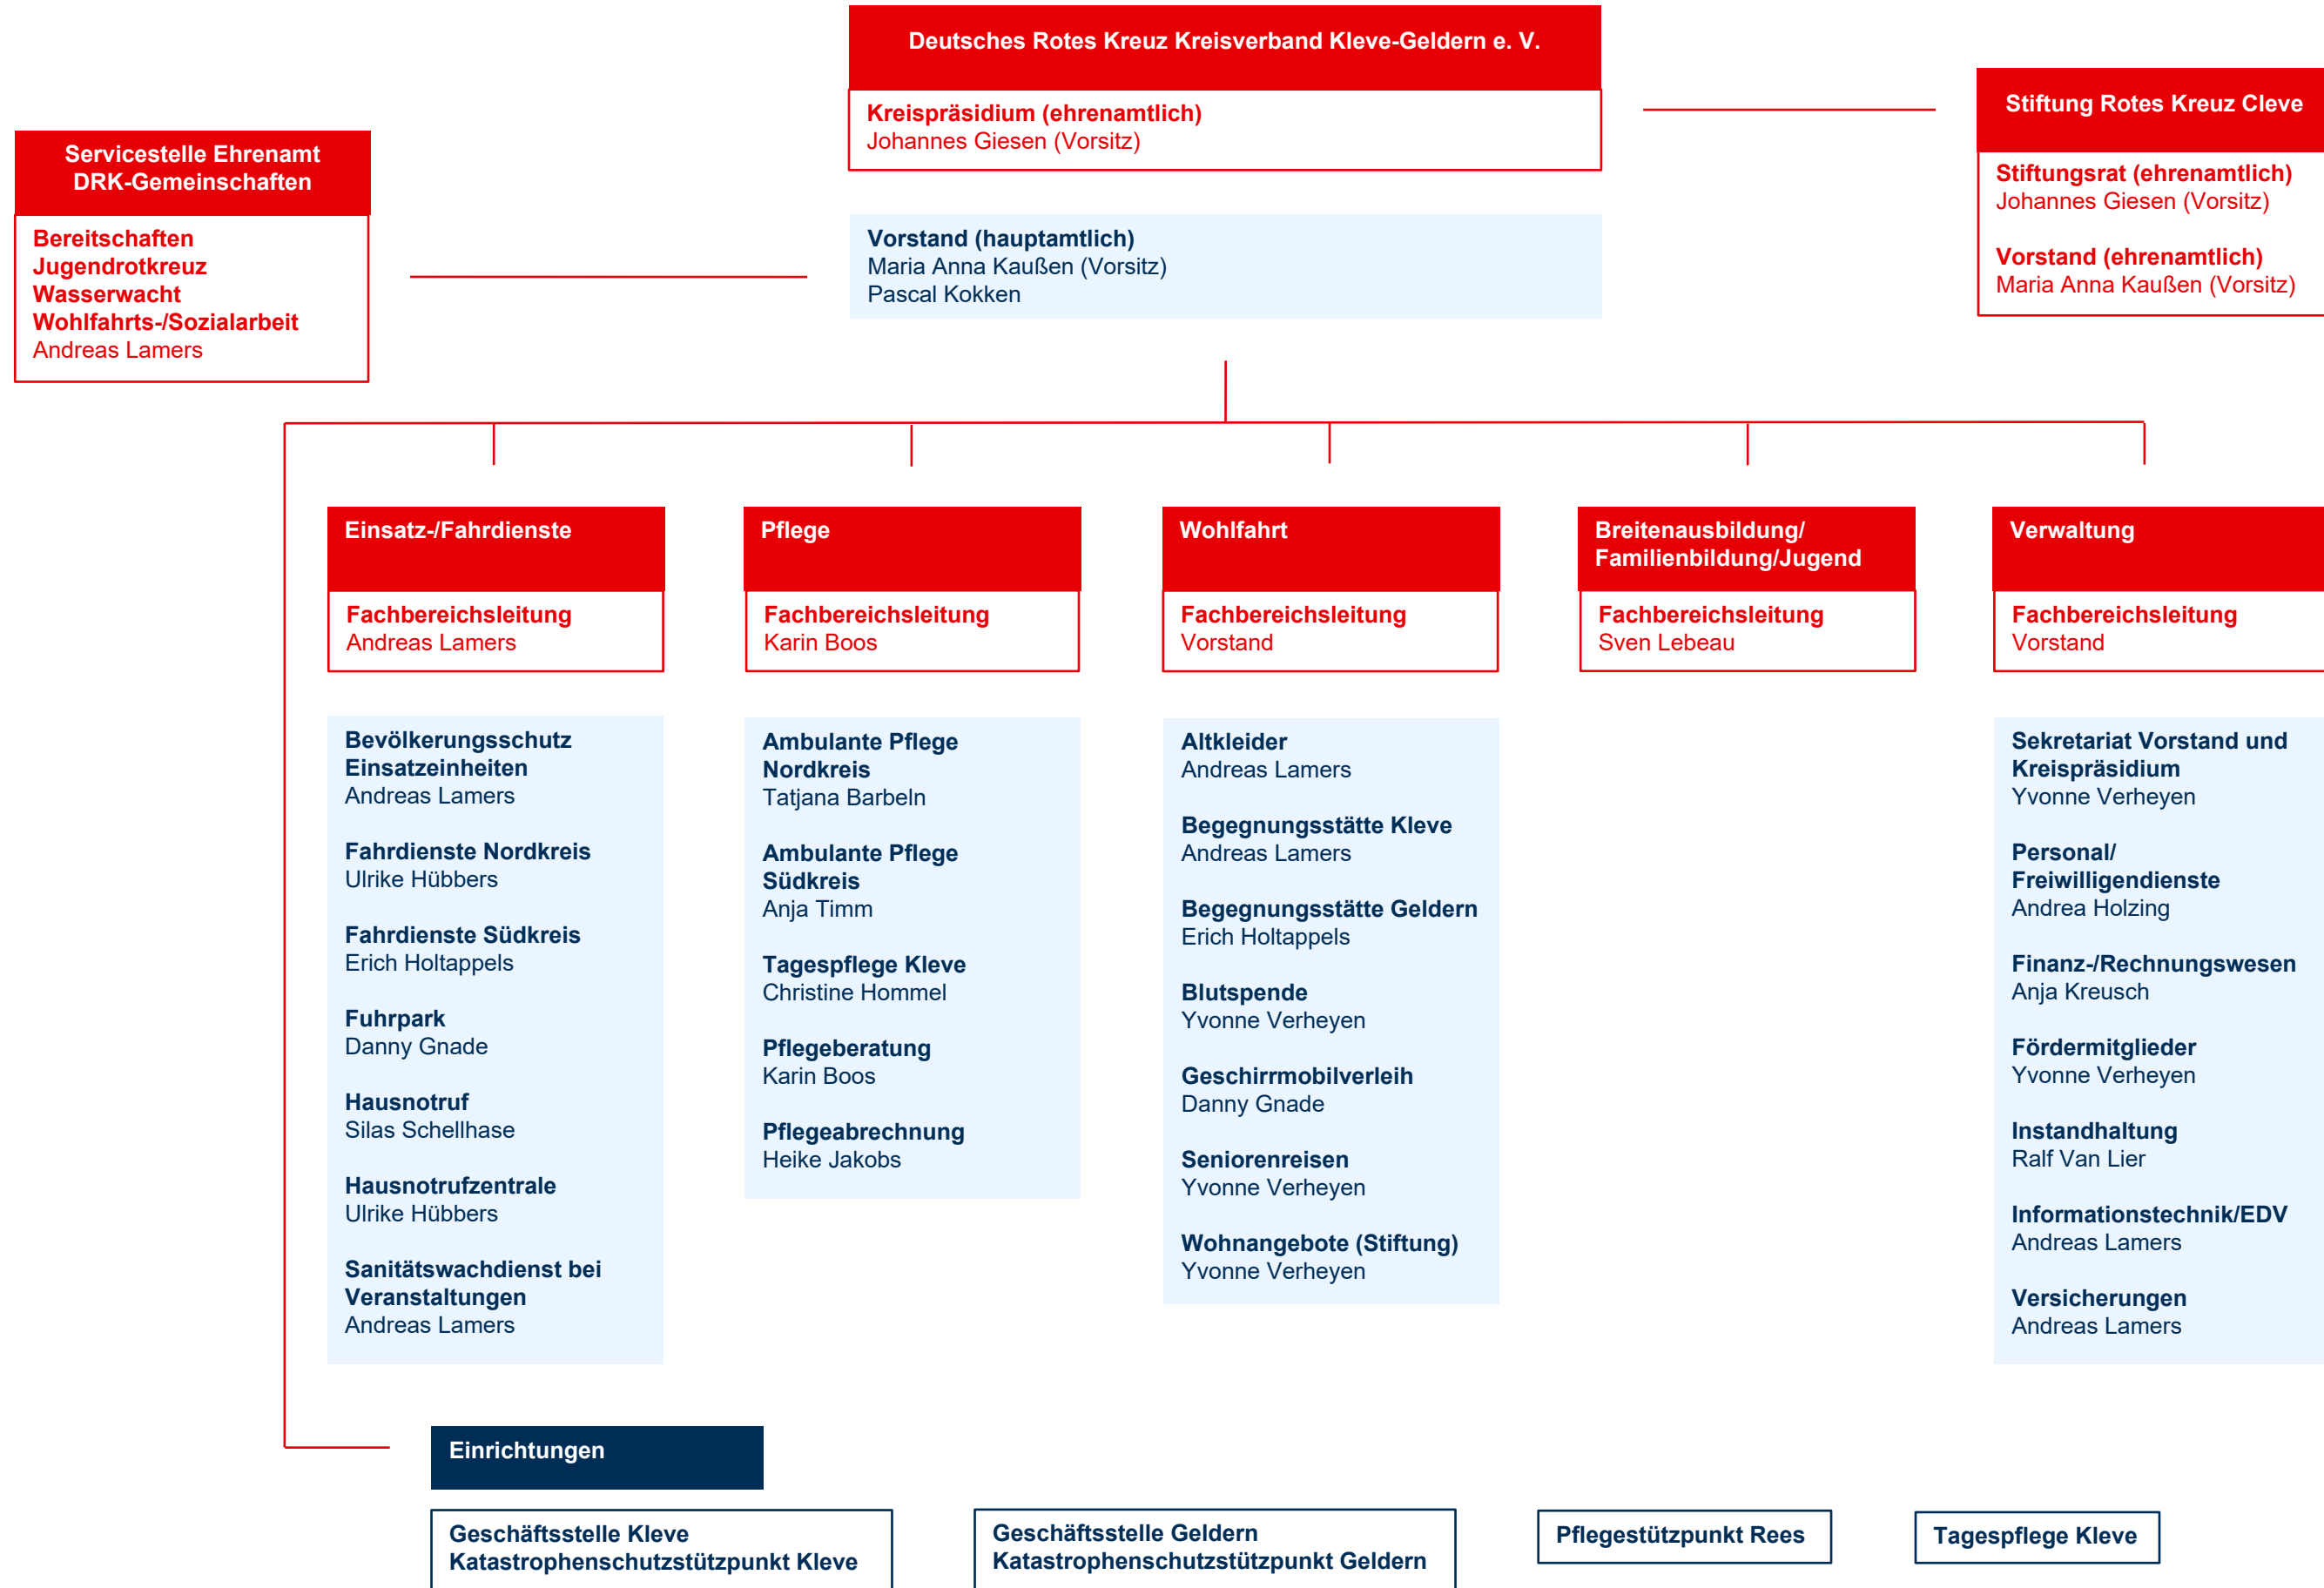 Deutsches Rotes Kreuz Kreisverband Kleve-Geldern e. V.
Kreispräsidium (ehrenamtlich)
Johannes Giesen (Vorsitz)
Stiftung Rotes Kreuz Cleve
Stiftungsrat (ehrenamtlich)
Johannes Giesen (Vorsitz)
Vorstand (ehrenamtlich)
Maria Anna Kaußen (Vorsitz)
Servicestelle Ehrenamt
DRK-Gemeinschaften
Bereitschaften
Jugendrotkreuz
Wasserwacht
Wohlfahrts-/Sozialarbeit
Andreas Lamers
Vorstand (hauptamtlich)
Maria Anna Kaußen (Vorsitz)
Pascal Kokken
Einsatz-/Fahrdienste
Fachbereichsleitung
Andreas Lamers
Bevölkerungsschutz
Einsatzeinheiten
Andreas Lamers
Fahrdienste Nordkreis
Ulrike Hübbers
Fahrdienste Südkreis
Erich Holtappels
Fuhrpark
Danny Gnade
Hausnotruf
Silas Schellhase
Hausnotrufzentrale
Ulrike Hübbers
Sanitätswachdienst bei
Veranstaltungen
Andreas Lamers
Pflege
Fachbereichsleitung
Karin Boos
Ambulante Pflege
Nordkreis
Tatjana Barbeln
Ambulante Pflege
Südkreis
Anja Timm
Tagespflege Kleve
Christine Hommel
Pflegeberatung
Karin Boos
Pflegeabrechnung
Heike Jakobs
Wohlfahrt
Fachbereichsleitung
Vorstand
Altkleider
Andreas Lamers
Begegnungsstätte Kleve
Andreas Lamers
Begegnungsstätte Geldern
Erich Holtappels
Blutspende
Yvonne Verheyen
Geschirrmobilverleih
Danny Gnade
Seniorenreisen
Yvonne Verheyen
Wohnangebote (Stiftung)
Yvonne Verheyen
Breitenausbildung/
Familienbildung/Jugend
Fachbereichsleitung
Sven Lebeau
Verwaltung
Fachbereichsleitung
Vorstand
Sekretariat Vorstand und
Kreispräsidium
Yvonne Verheyen
Personal/
Freiwilligendienste
Andrea Holzing
Finanz-/Rechnungswesen
Anja Kreusch
Fördermitglieder
Yvonne Verheyen
Instandhaltung
Ralf Van Lier
Informationstechnik/EDV
Andreas Lamers
Versicherungen
Andreas Lamers
Einrichtungen
Geschäftsstelle Kleve
Katastrophenschutzstützpunkt Kleve
Geschäftsstelle Geldern
Katastrophenschutzstützpunkt Geldern
Pflegestützpunkt Rees
Tagespflege Kleve